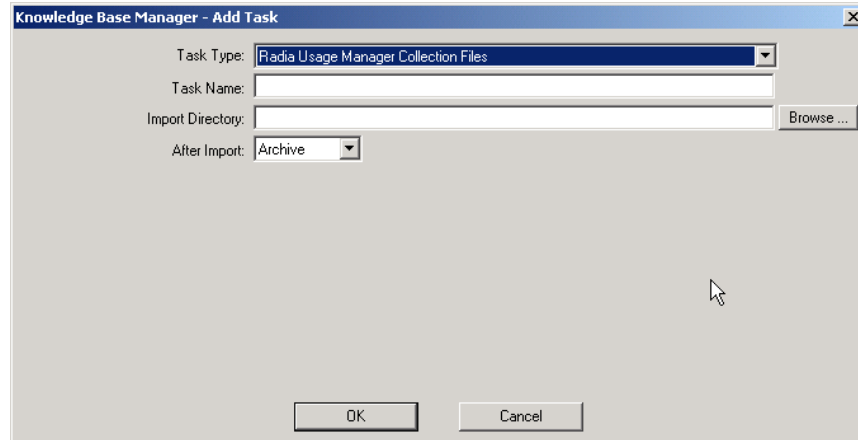 Knowledge Base Manager - Add Task
Task Type: Radia Usage Manager Collection Files
Task Name:
Import Directory: Browse ...
After Import: Archive
OK Cancel